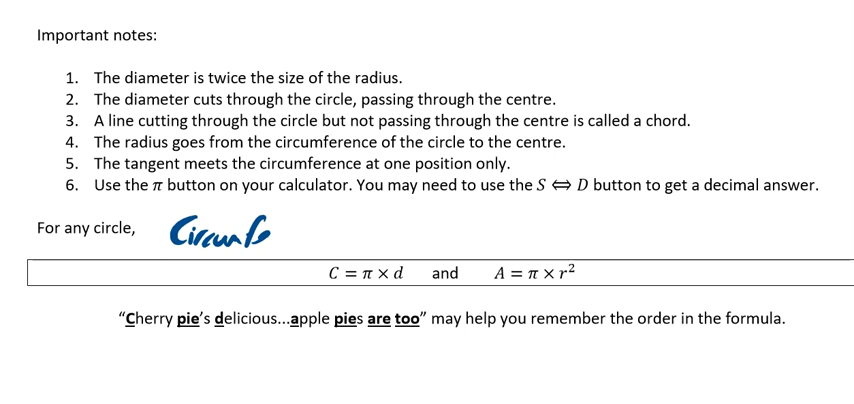 Important notes:
1. The diameter is twice the size of the radius.
2. The diameter cuts through the circle, passing through the centre.
3. A line cutting through the circle but not passing through the centre is called a chord.
4. The radius goes from the circumference of the circle to the centre.
5. The tangent meets the circumference at one position only.
6. Use the π button on your calculator. You may need to use the S ⇔ D button to get a decimal answer.
For any circle,
C = π × d and A = π × r²
“Cherry pie’s delicious...apple pies are too” may help you remember the order in the formula.